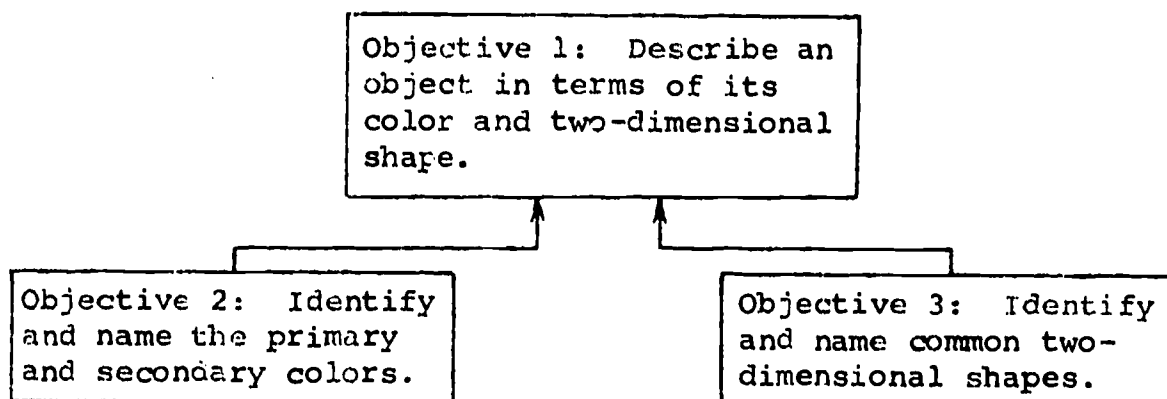 Objective 1: Describe an
object in terms of its
color and two-dimensional
shape.
Objective 2: Identify
and name the primary
and secondary colors.
Objective 3: Identify
and name common two-
dimensional shapes.